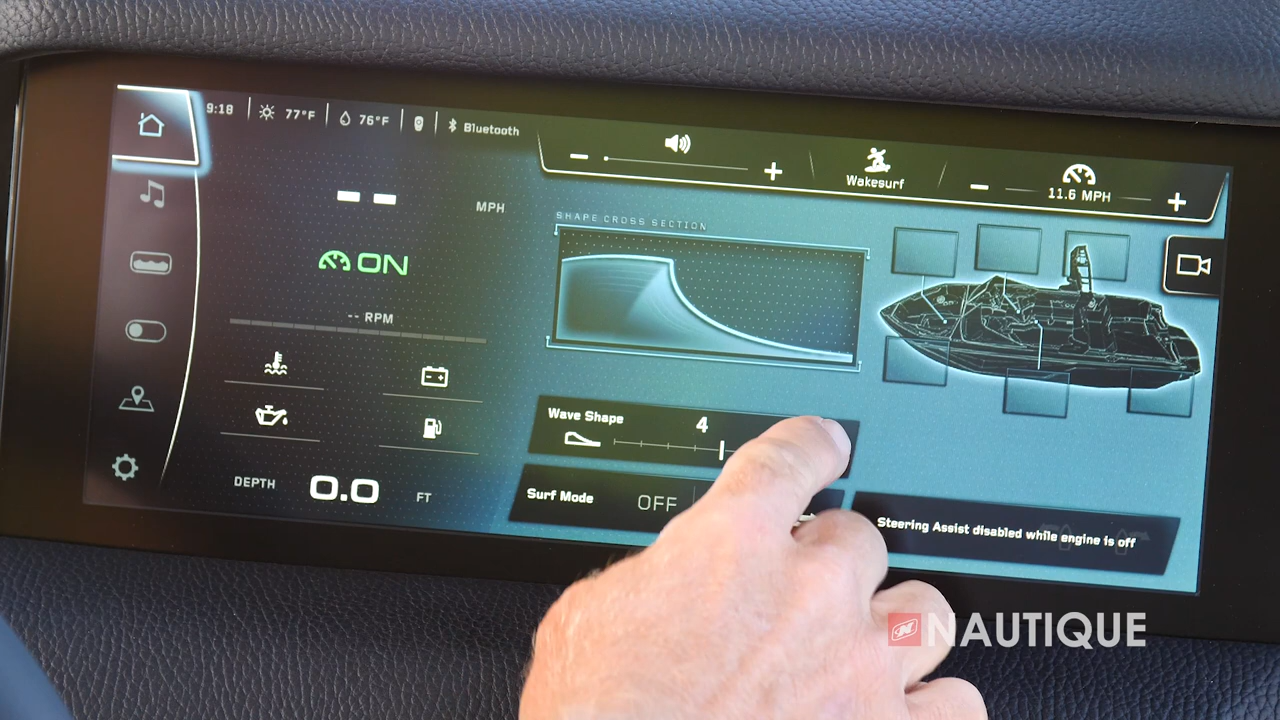 9:18 77°F 76°F Bluetooth
Wakesurf
11.6 MPH
-- MPH
SHAPE CROSS SECTION
ON
-- RPM
Wave Shape 4
Surf Mode OFF
DEPTH 0.0 FT
Steering Assist disabled while engine is off
NAUTIQUE